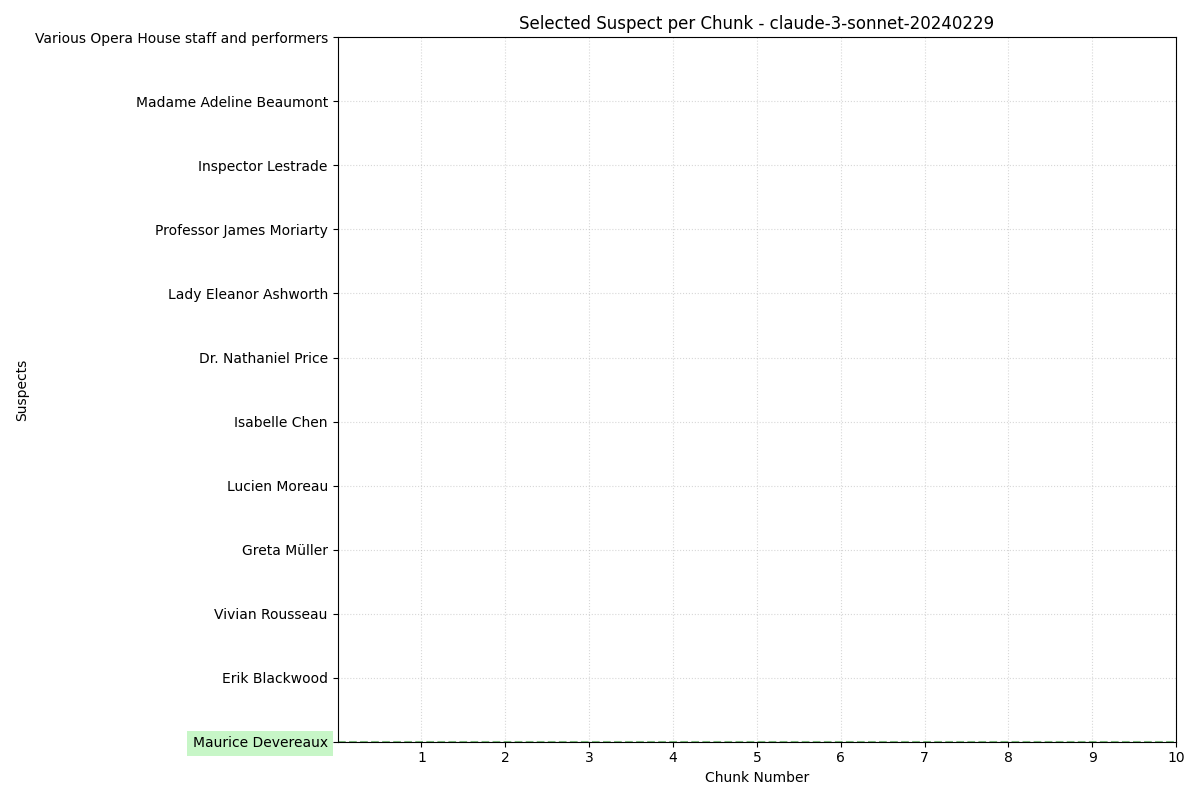 Selected Suspect per Chunk - claude-3-sonnet-20240229
Various Opera House staff and performers
Madame Adeline Beaumont
Inspector Lestrade
Professor James Moriarty
Lady Eleanor Ashworth
Dr. Nathaniel Price
Isabelle Chen
Lucien Moreau
Greta Müller
Vivian Rousseau
Erik Blackwood
Maurice Devereaux
Suspects
1 2 3 4 5 6 7 8 9 10
Chunk Number